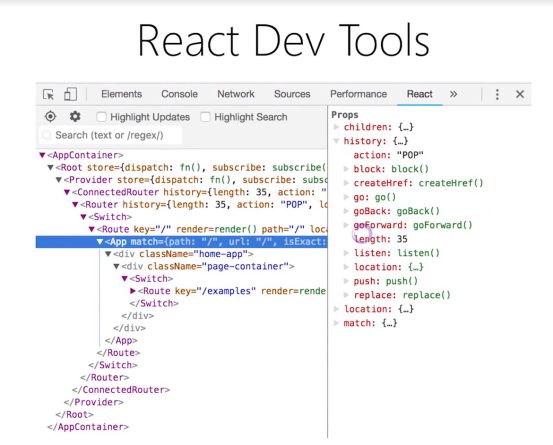 React Dev Tools
Elements Console Network Sources Performance React »
Highlight Updates Highlight Search
Search (text or /regex/)
<AppContainer>
<Root store={dispatch: fn(), subscribe: subscribe(
<Provider store={dispatch: fn(), subscribe: subsc
<ConnectedRouter history={length: 35, action: "
<Router history={length: 35, action: "POP", lo
<Switch>
<Route key="/" render=render() path="/" loca
<App match={path: "/", url: "/", isExact:
<div className="home-app">
<div className="page-container">
<Switch>
<Route key="/examples" render=rende
</Switch>
</div>
</div>
</App>
</Route>
</Switch>
</Router>
</ConnectedRouter>
</Provider>
</Root>
</AppContainer>
Props
children: {…}
history: {…}
action: "POP"
block: block()
createHref: createHref()
go: go()
goBack: goBack()
goForward: goForward()
length: 35
listen: listen()
location: {…}
push: push()
replace: replace()
location: {…}
match: {…}